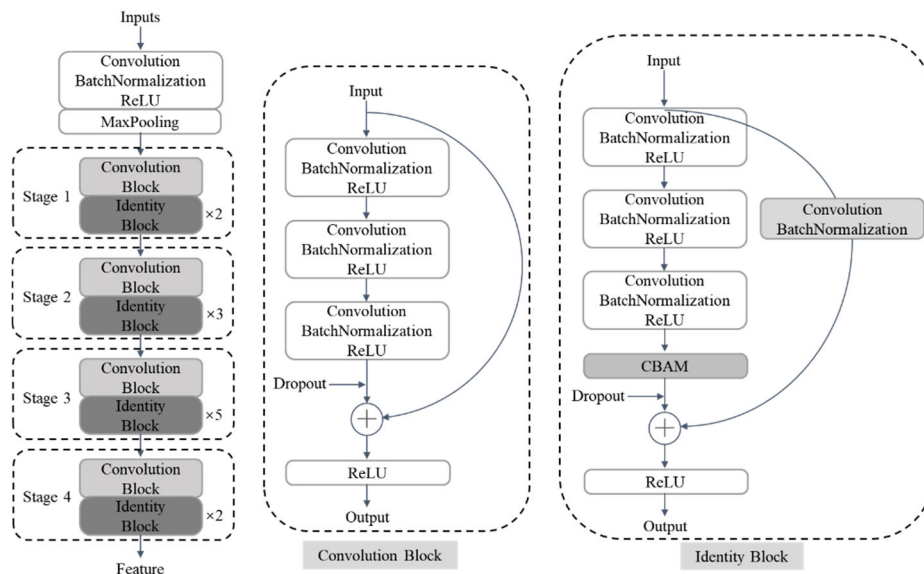 Inputs
Convolution
BatchNormalization
ReLU
MaxPooling
Stage 1
Convolution
Block
Identity
Block
×2
Stage 2
Convolution
Block
Identity
Block
×3
Stage 3
Convolution
Block
Identity
Block
×5
Stage 4
Convolution
Block
Identity
Block
×2
Feature
Input
Convolution
BatchNormalization
ReLU
Convolution
BatchNormalization
ReLU
Convolution
BatchNormalization
ReLU
Dropout
+
ReLU
Output
Convolution Block
Input
Convolution
BatchNormalization
ReLU
Convolution
BatchNormalization
ReLU
Convolution
BatchNormalization
ReLU
Convolution
BatchNormalization
CBAM
Dropout
+
ReLU
Output
Identity Block